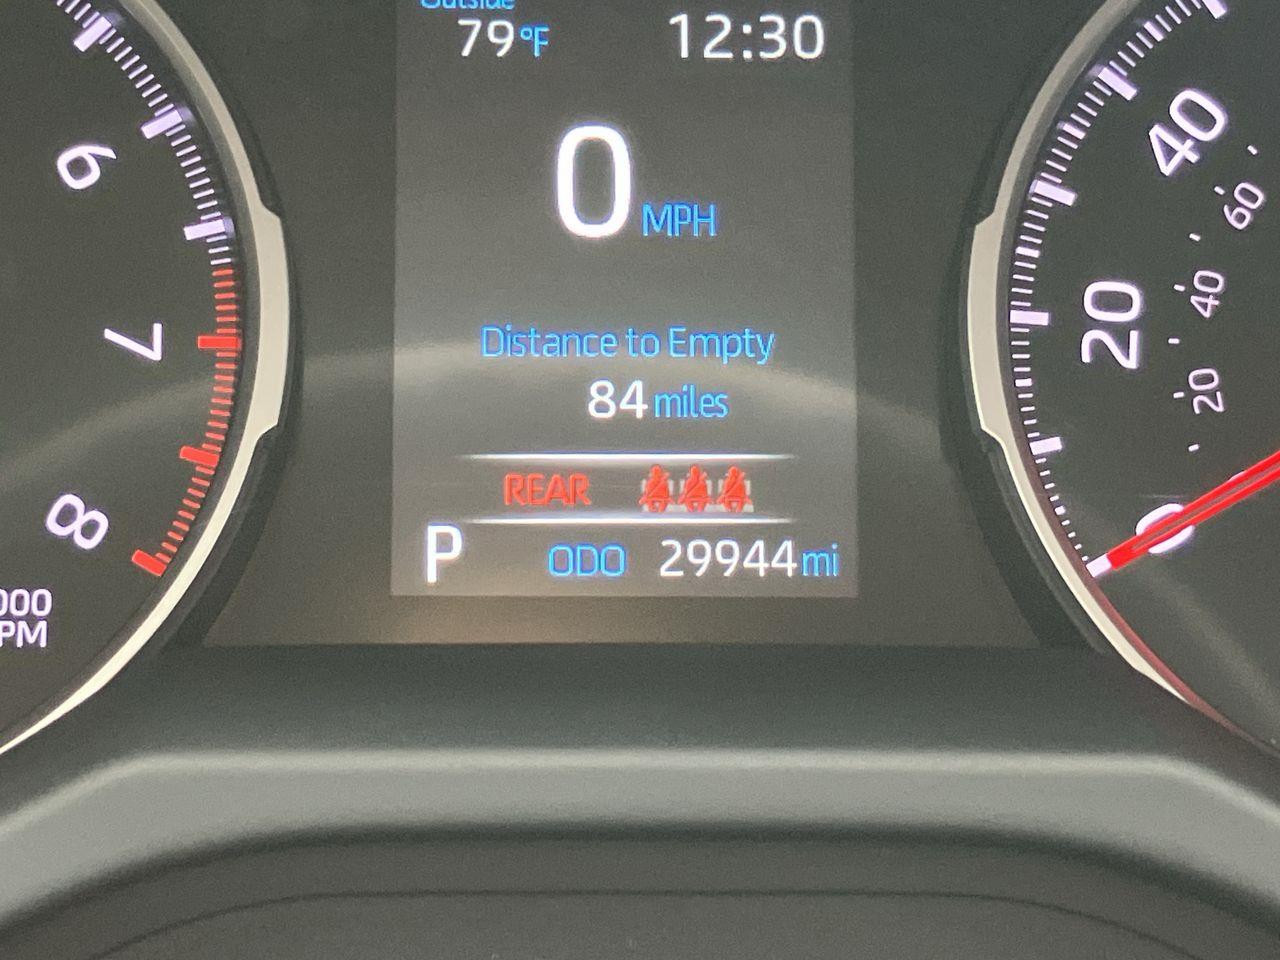 Outside
79°F 12:30
0 MPH
Distance to Empty
84 miles
REAR
P ODO 29944 mi
6
7
8
000
PM
40
20
0
60
40
20